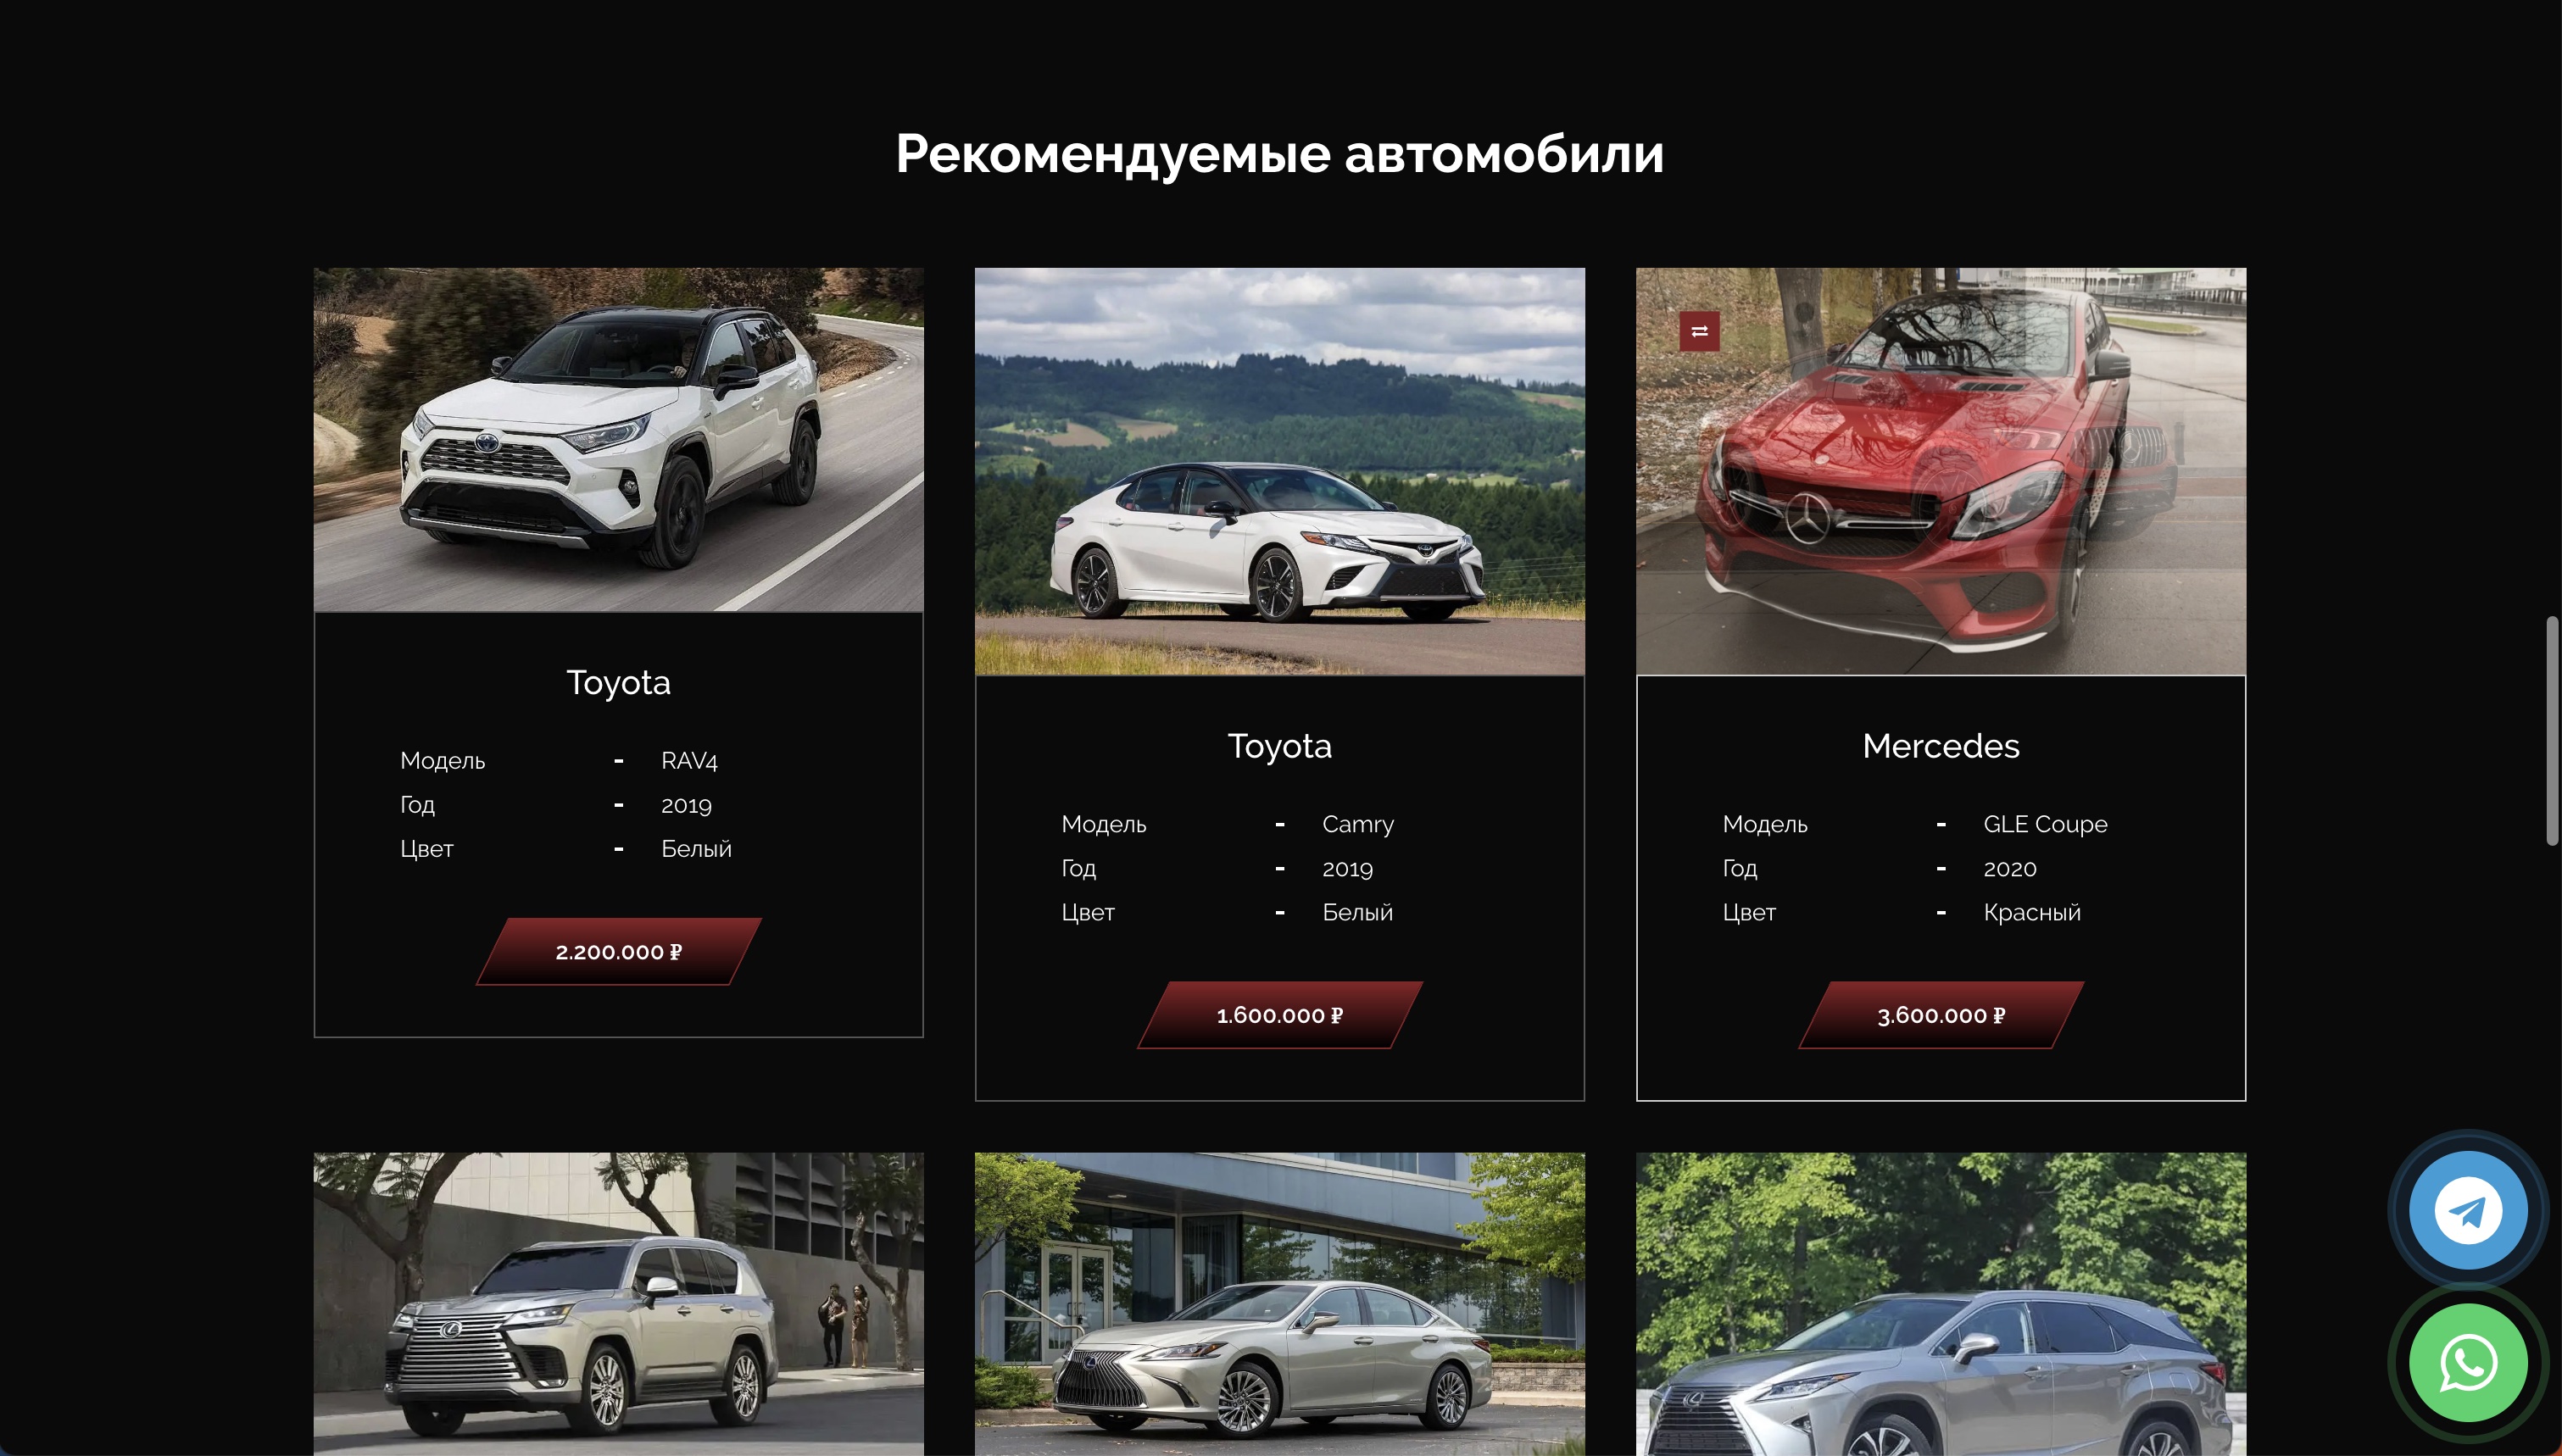 Рекомендуемые автомобили
Toyota
Модель - RAV4
Год - 2019
Цвет - Белый
2.200.000 ₽
Toyota
Модель - Camry
Год - 2019
Цвет - Белый
1.600.000 ₽
Mercedes
Модель - GLE Coupe
Год - 2020
Цвет - Красный
3.600.000 ₽